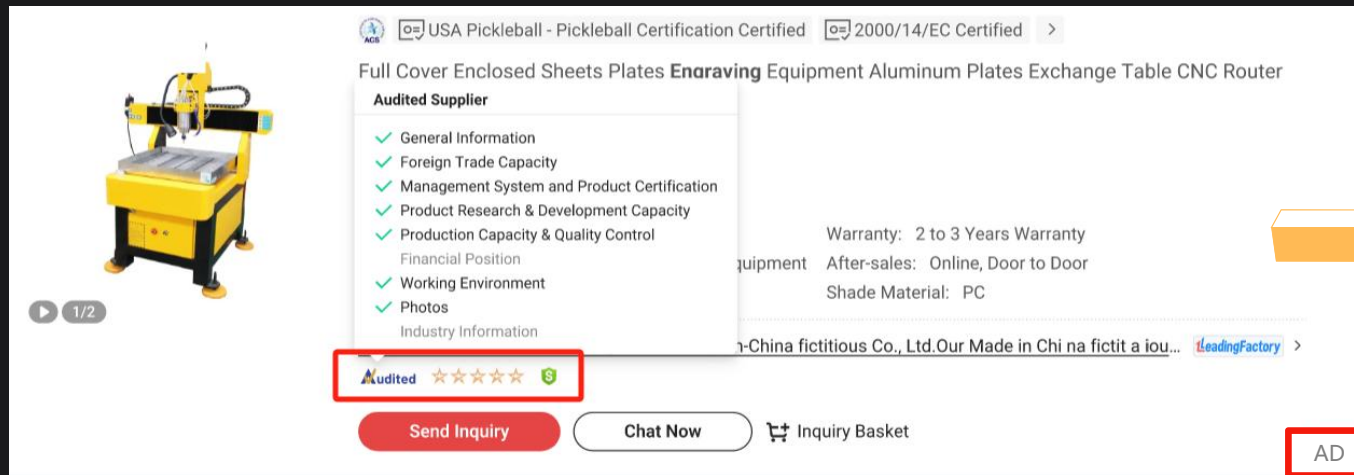 ACS USA Pickleball - Pickleball Certification Certified 2000/14/EC Certified >
Full Cover Enclosed Sheets Plates Engraving Equipment Aluminum Plates Exchange Table CNC Router
Audited Supplier
General Information
Foreign Trade Capacity
Management System and Product Certification
Product Research & Development Capacity
Production Capacity & Quality Control
Financial Position
Working Environment
Photos
Industry Information
Warranty: 2 to 3 Years Warranty
quipment After-sales: Online, Door to Door
Shade Material: PC
1/2
n-China fictitious Co., Ltd.Our Made in Chi na fictit a iou... LeadingFactory >
Audited S
Send Inquiry Chat Now Inquiry Basket
AD